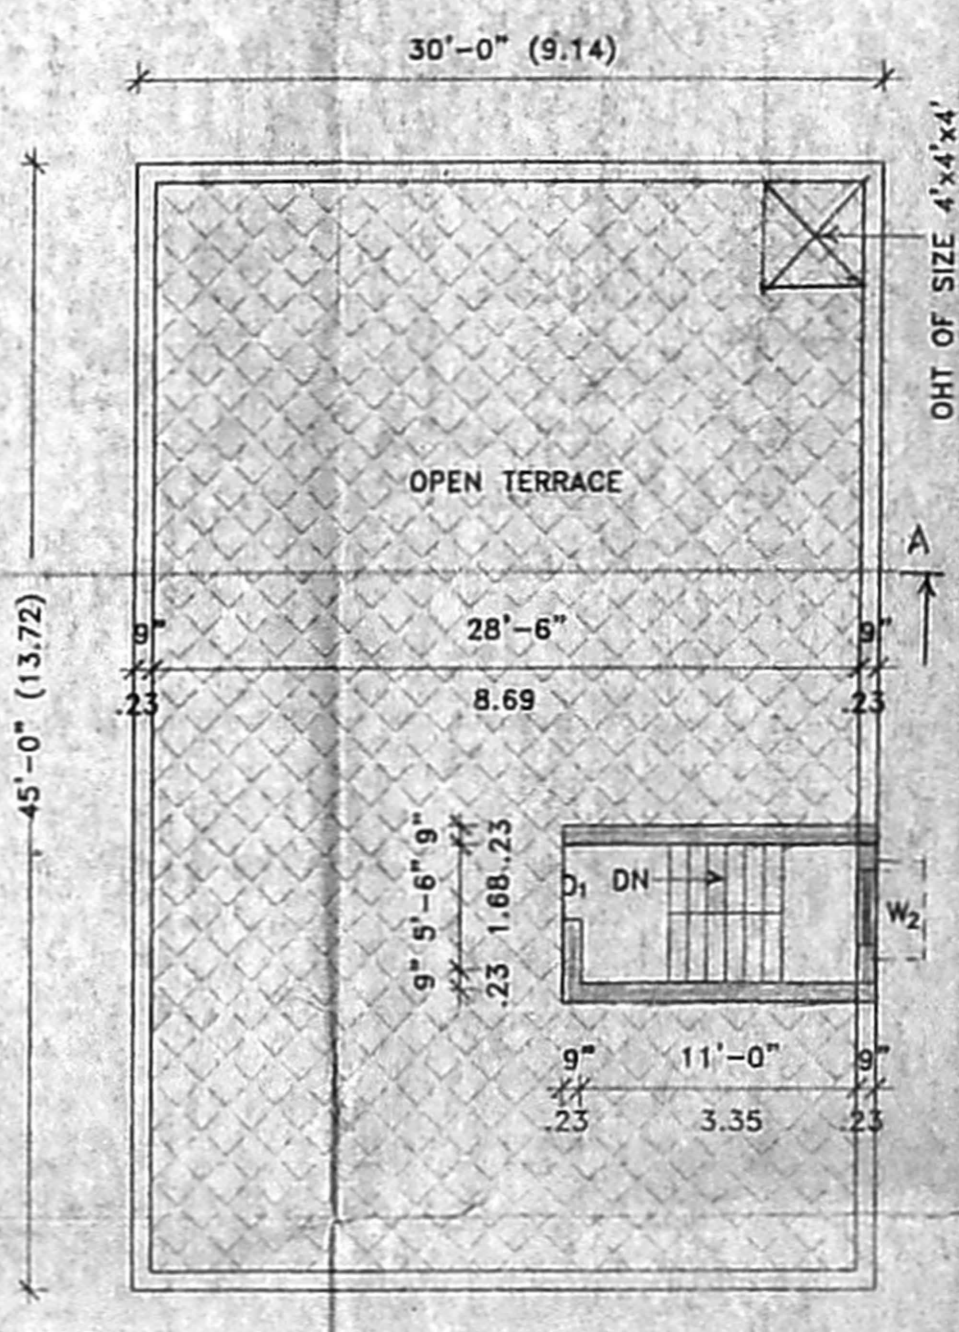 30'-0" (9.14)
OHT OF SIZE 4'x4'x4'
OPEN TERRACE
A
45'-0" (13.72)
9"
28'-6"
9"
.23
8.69
.23
9" 5'-6" 9"
.23 1.68 .23
D1
DN
W2
9"
11'-0"
9"
.23
3.35
.23